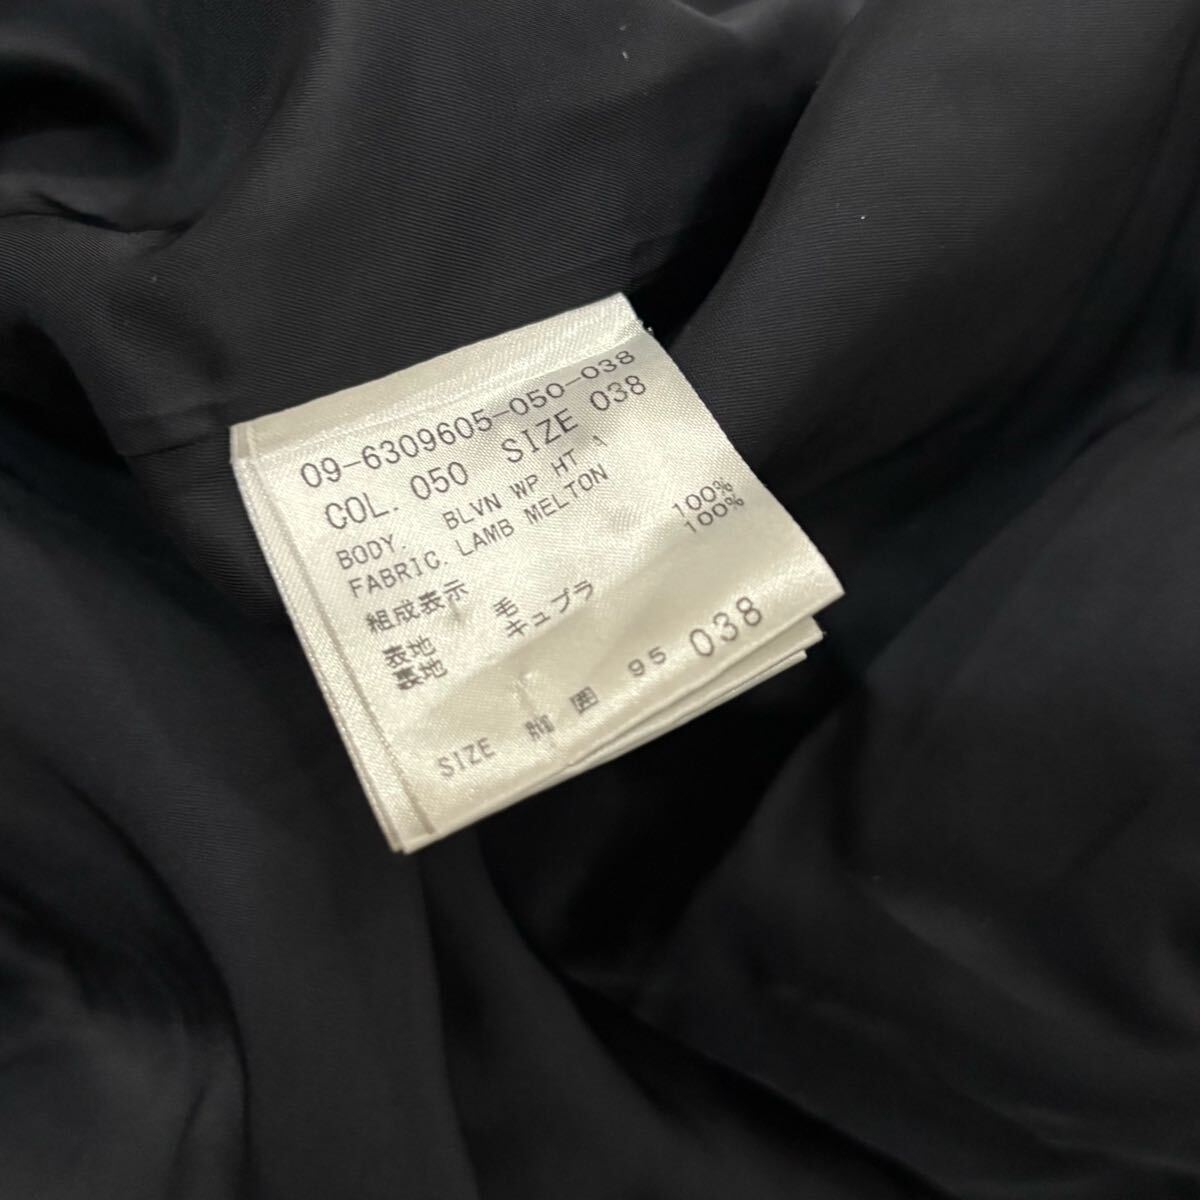 09-6309605-050-038
COL. 050 SIZE 038
BODY. BLVN WP HT
FABRIC. LAMB MELTON
組成表示
表地 毛 100%
裏地 キュプラ 100%
SIZE 胸囲 95 038